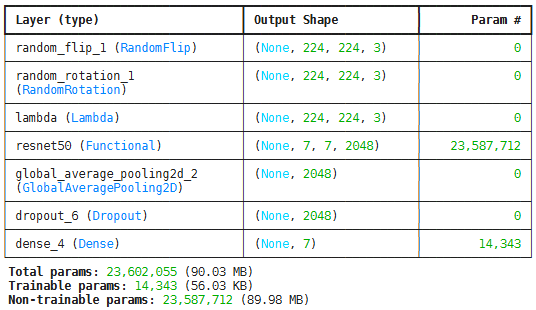 Layer (type) Output Shape Param #
random_flip_1 (RandomFlip) (None, 224, 224, 3) 0
random_rotation_1 (None, 224, 224, 3) 0
(RandomRotation)
lambda (Lambda) (None, 224, 224, 3) 0
resnet50 (Functional) (None, 7, 7, 2048) 23,587,712
global_average_pooling2d_2 (None, 2048) 0
(GlobalAveragePooling2D)
dropout_6 (Dropout) (None, 2048) 0
dense_4 (Dense) (None, 7) 14,343
Total params: 23,602,055 (90.03 MB)
Trainable params: 14,343 (56.03 KB)
Non-trainable params: 23,587,712 (89.98 MB)